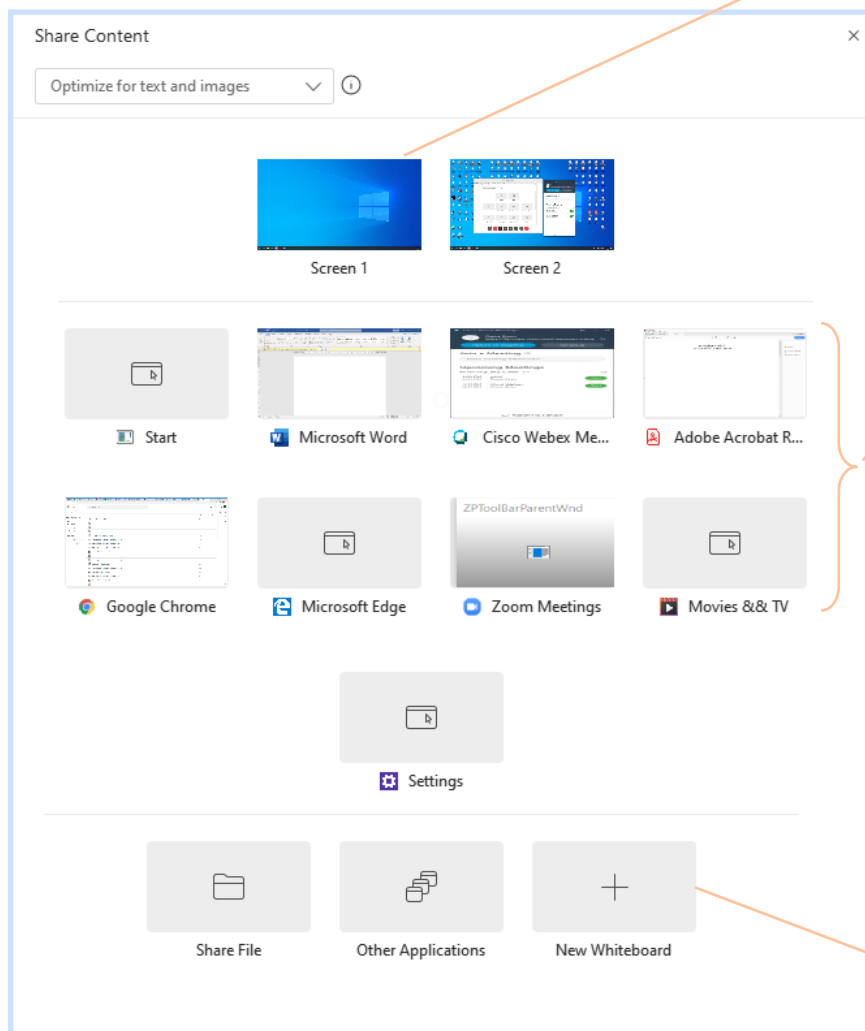 Share Content
Optimize for text and images
Screen 1
Screen 2
Start
Microsoft Word
Cisco Webex Me...
Adobe Acrobat R...
ZPToolBarParentWnd
Google Chrome
Microsoft Edge
Zoom Meetings
Movies && TV
Settings
Share File
Other Applications
New Whiteboard